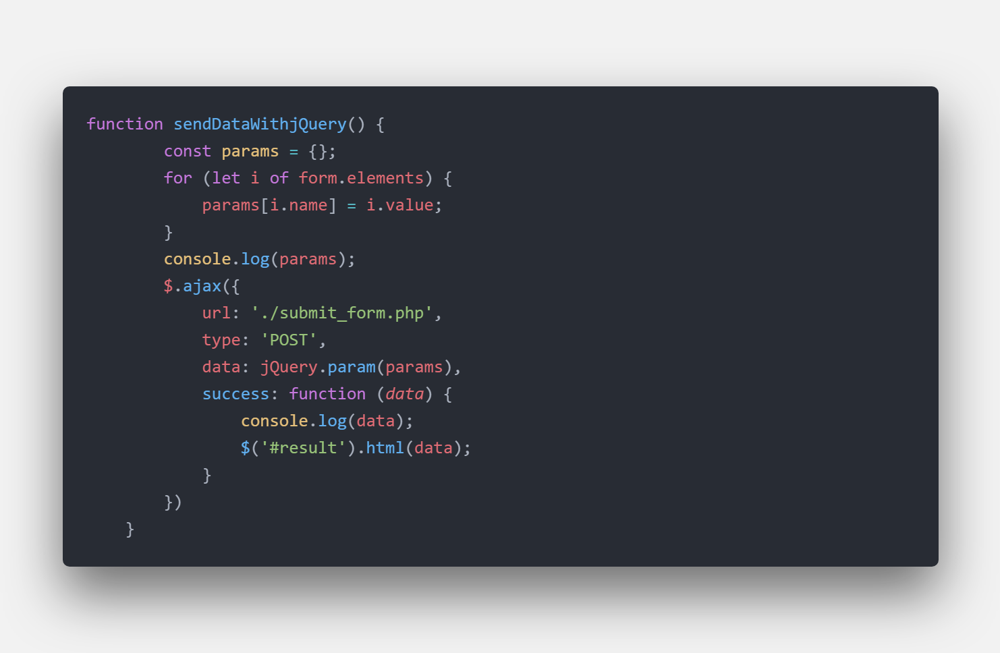 function sendDataWithjQuery() {
        const params = {};
        for (let i of form.elements) {
            params[i.name] = i.value;
        }
        console.log(params);
        $.ajax({
            url: './submit_form.php',
            type: 'POST',
            data: jQuery.param(params),
            success: function (data) {
                console.log(data);
                $('#result').html(data);
            }
        })
    }